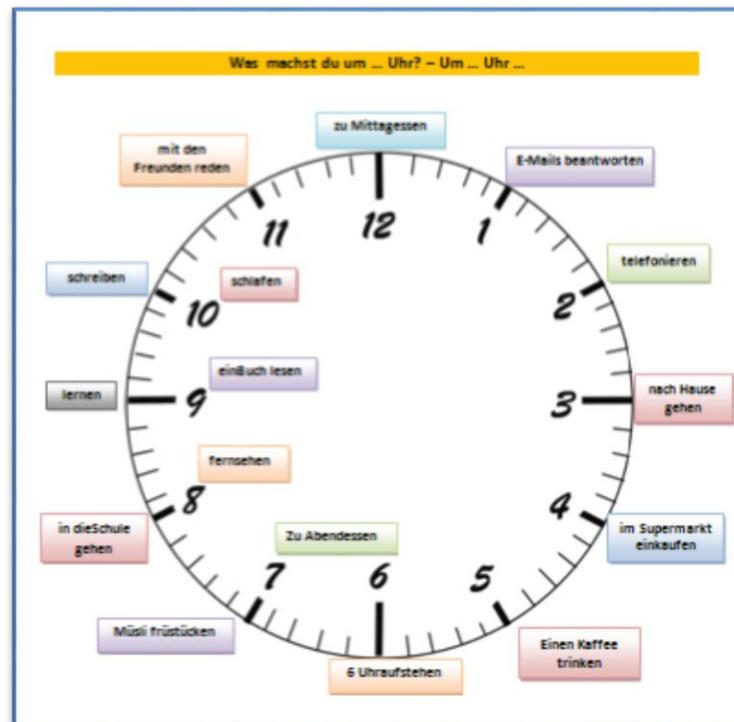 Was machst du um ... Uhr? – Um ... Uhr ...
zu Mittagessen
mit den
Freunden reden
E-Mails beantworten
12
11
1
telefonieren
schreiben
schlafen
10
2
einBuch lesen
lernen
9
3
nach Hause
gehen
fernsehen
8
4
in dieSchule
gehen
im Supermarkt
einkaufen
Zu Abendessen
7
6
5
Müsli früstücken
Einen Kaffee
trinken
6 Uhraufstehen